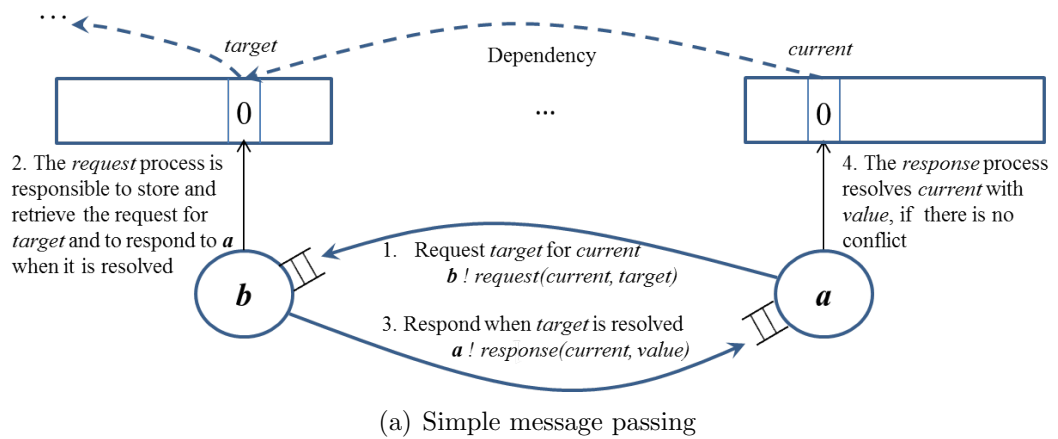 ...
target
Dependency
current
0
...
0
2. The request process is
responsible to store and
retrieve the request for
target and to respond to a
when it is resolved
4. The response process
resolves current with
value, if there is no
conflict
1. Request target for current
b ! request(current, target)
b
a
3. Respond when target is resolved
a ! response(current, value)
(a) Simple message passing